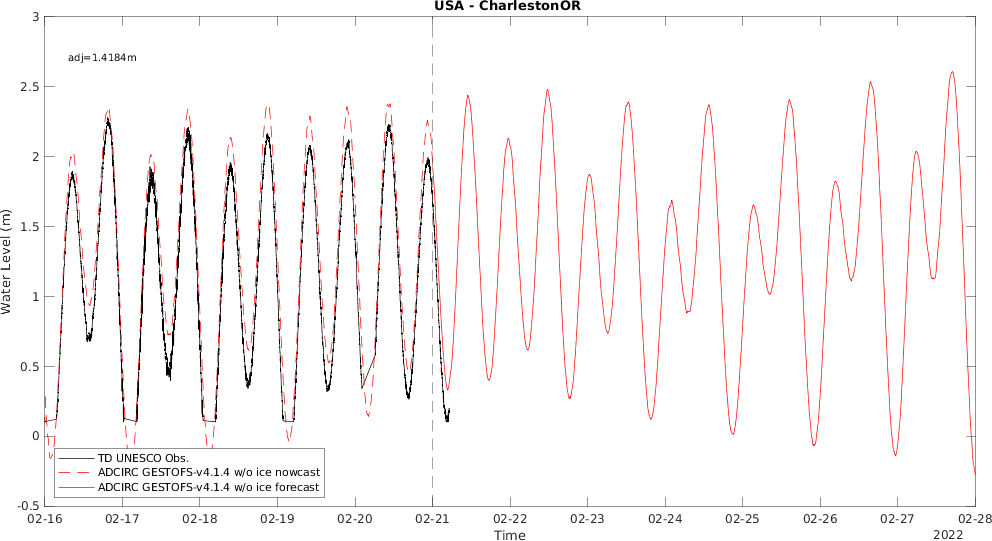 USA - CharlestonOR
adj=1.4184m
3
2.5
2
1.5
1
0.5
0
-0.5
Water Level (m)
TD UNESCO Obs.
ADCIRC GESTOFS-v4.1.4 w/o ice nowcast
ADCIRC GESTOFS-v4.1.4 w/o ice forecast
02-16 02-17 02-18 02-19 02-20 02-21 02-22 02-23 02-24 02-25 02-26 02-27 02-28
Time
2022